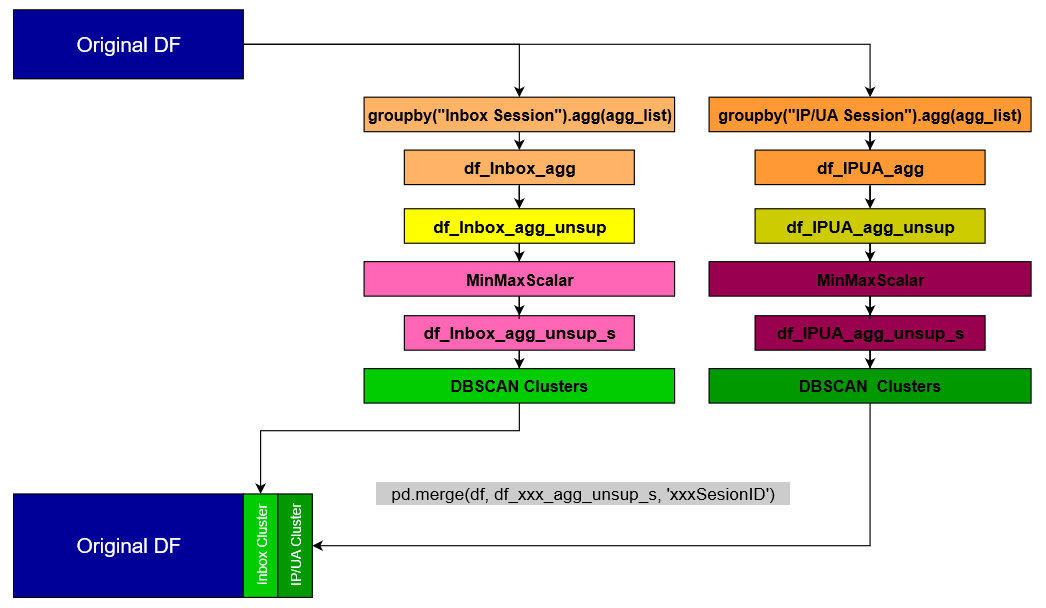 Original DF
groupby("Inbox Session").agg(agg_list)
groupby("IP/UA Session").agg(agg_list)
df_Inbox_agg
df_IPUA_agg
df_Inbox_agg_unsup
df_IPUA_agg_unsup
MinMaxScalar
MinMaxScalar
df_Inbox_agg_unsup_s
df_IPUA_agg_unsup_s
DBSCAN Clusters
DBSCAN  Clusters
pd.merge(df, df_xxx_agg_unsup_s, 'xxxSesionID')
Original DF
Inbox Cluster
IP/UA Cluster